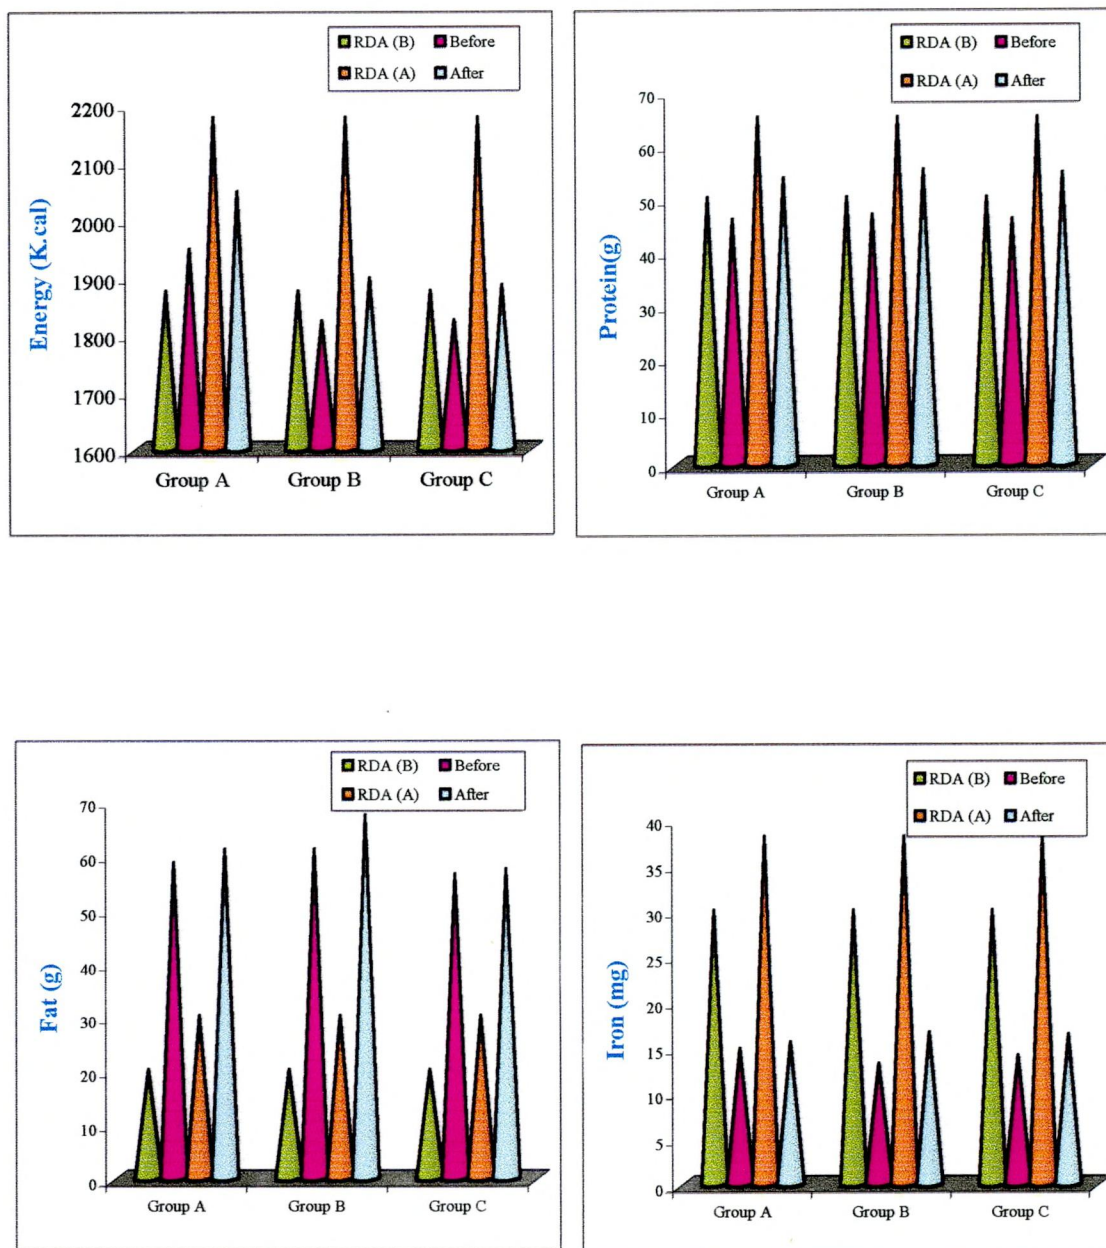 RDA (B) Before
RDA (A) After
Energy (K.cal)
2200
2100
2000
1900
1800
1700
1600
Group A Group B Group C
RDA (B) Before
RDA (A) After
Protein(g)
70
60
50
40
30
20
10
0
Group A Group B Group C
RDA (B) Before
RDA (A) After
Fat (g)
70
60
50
40
30
20
10
0
Group A Group B Group C
RDA (B) Before
RDA (A) After
Iron (mg)
40
35
30
25
20
15
10
5
0
Group A Group B Group C